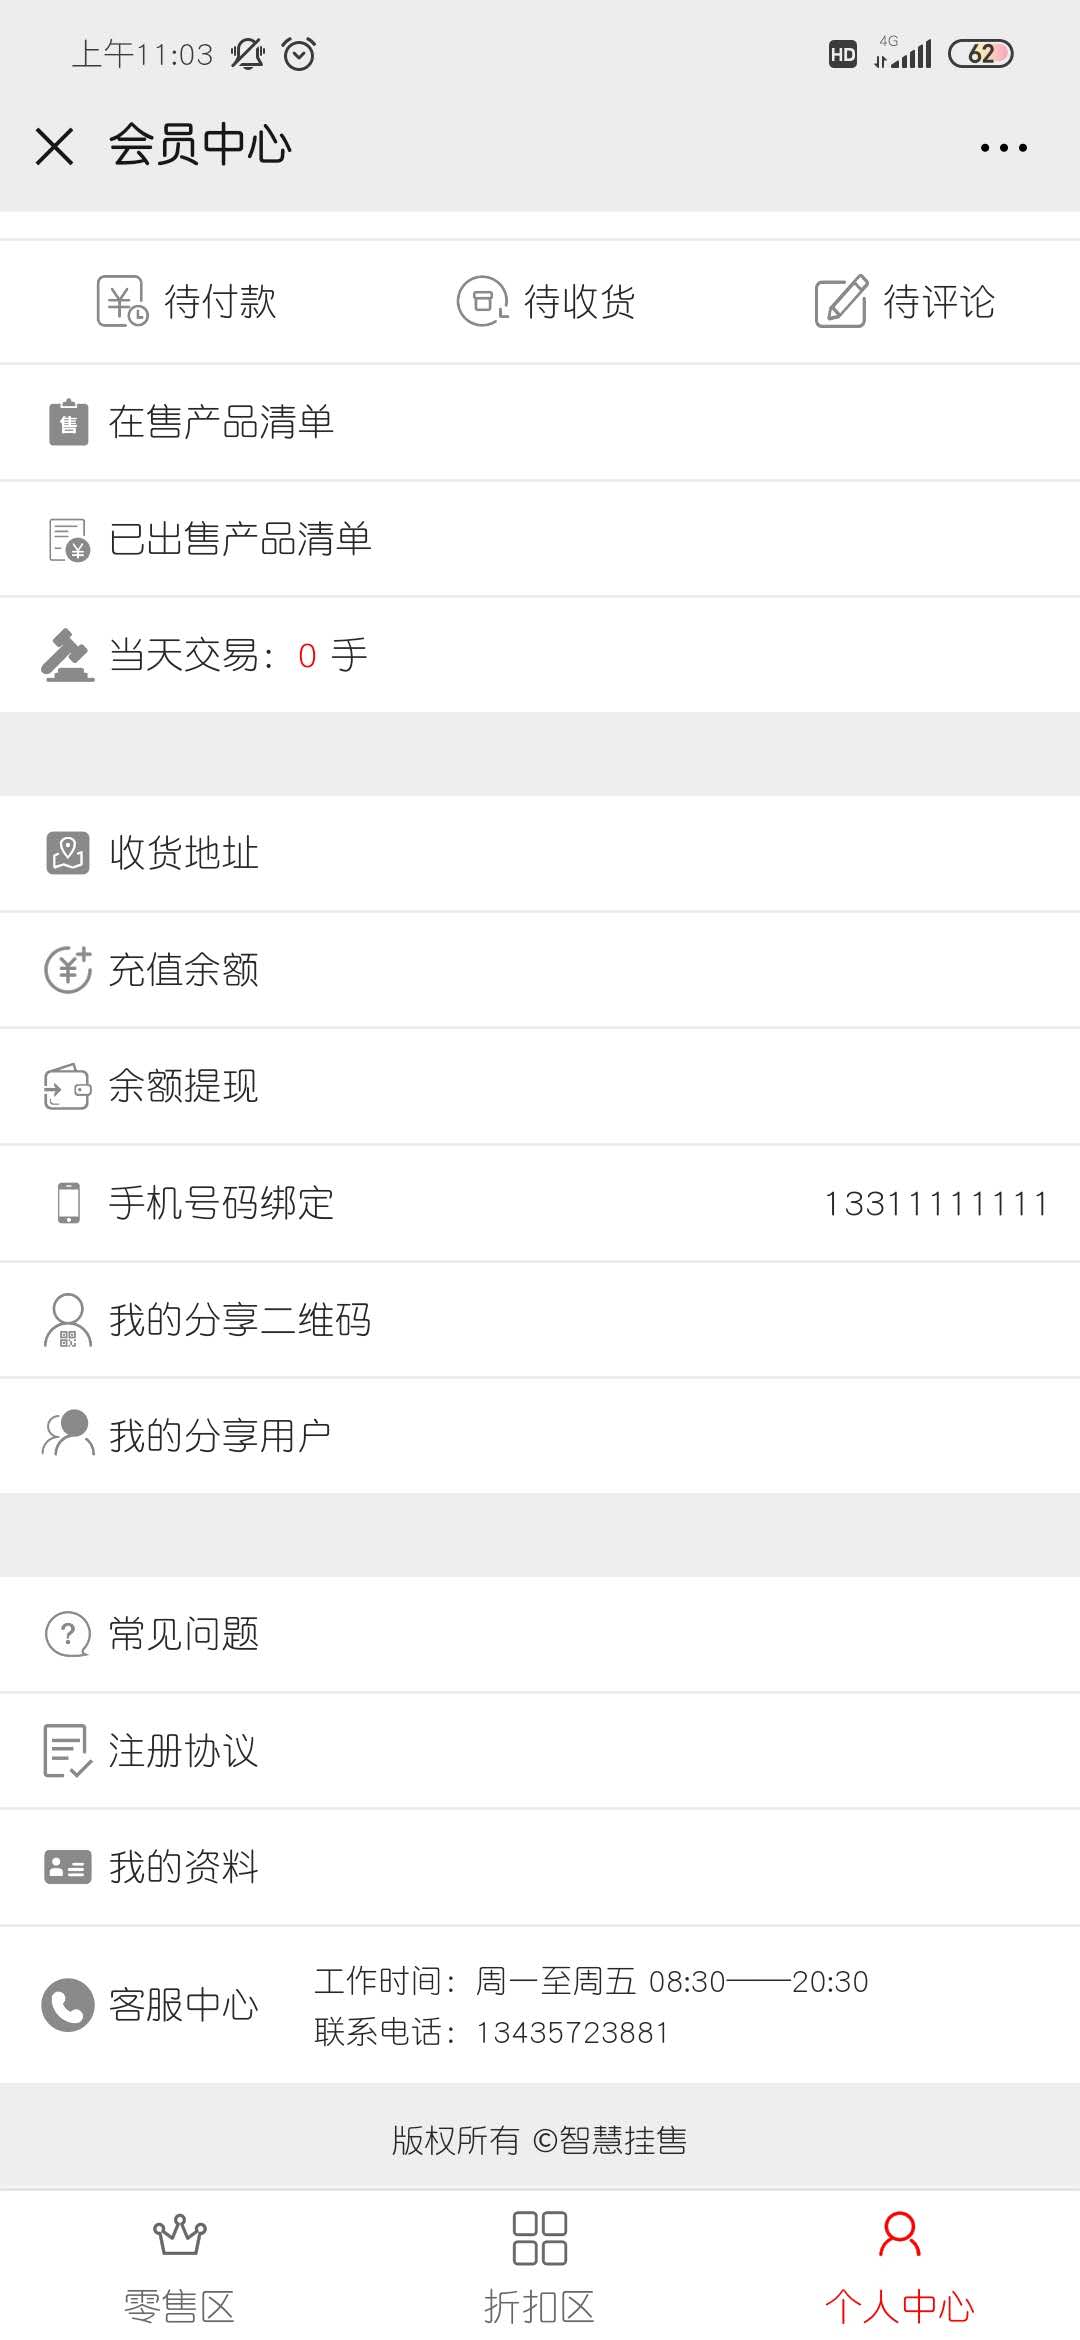 上午11:03
HD 4G 62
会员中心
待付款 待收货 待评论
售 在售产品清单
已出售产品清单
当天交易：0 手
收货地址
充值余额
余额提现
手机号码绑定 13311111111
我的分享二维码
我的分享用户
常见问题
注册协议
我的资料
客服中心
工作时间：周一至周五 08:30——20:30
联系电话：13435723881
版权所有 ©智慧挂售
零售区 折扣区 个人中心